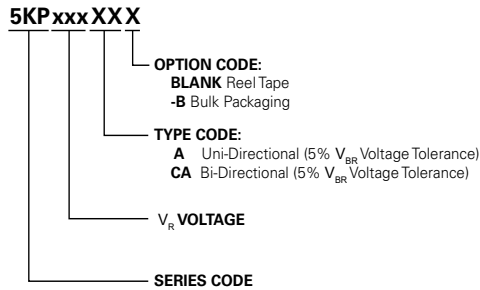 5KPxxxXXX
OPTION CODE:
BLANK Reel Tape
-B Bulk Packaging
TYPE CODE:
A Uni-Directional (5% VBR Voltage Tolerance)
CA Bi-Directional (5% VBR Voltage Tolerance)
VR VOLTAGE
SERIES CODE